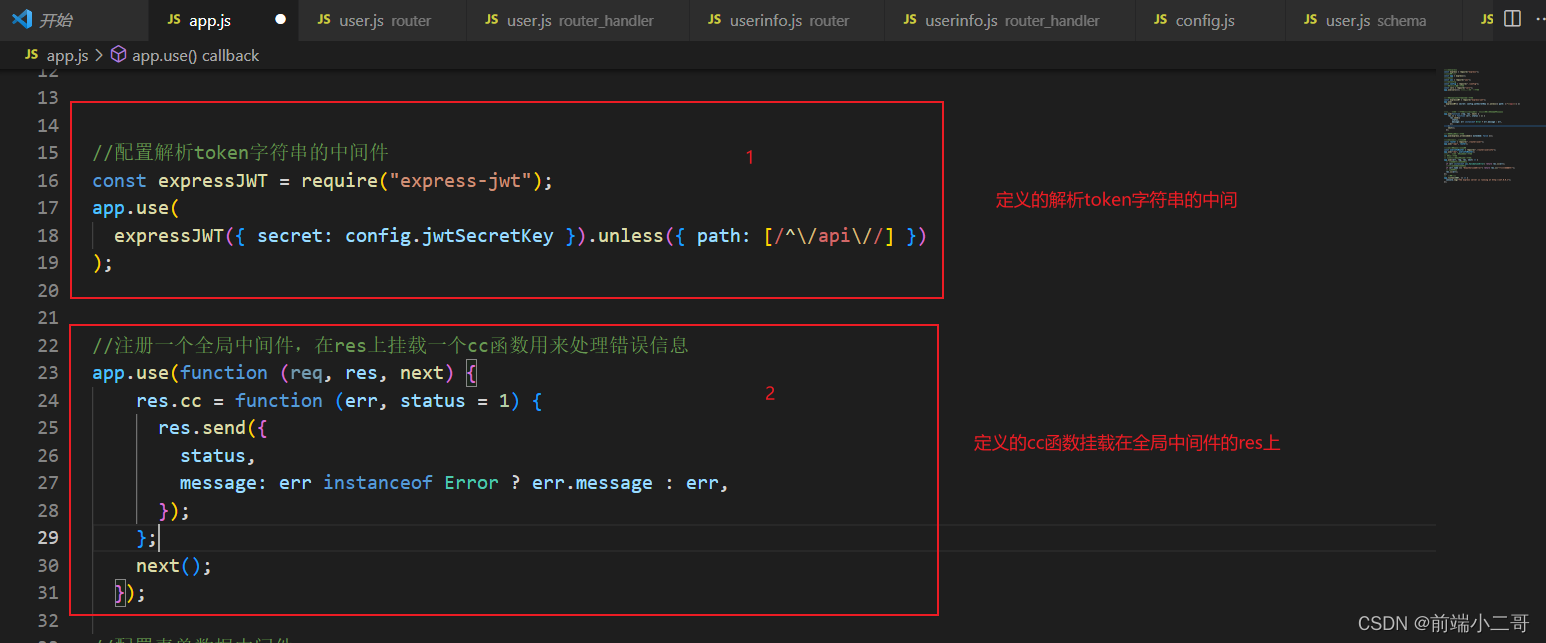 开始
JS app.js
JS user.js router
JS user.js router_handler
JS userinfo.js router
JS userinfo.js router_handler
JS config.js
JS user.js schema
JS
JS app.js > app.use() callback
12
13
14
15 //配置解析token字符串的中间件
1
16 const expressJWT = require("express-jwt");
17 app.use(
定义的解析token字符串的中间
18 expressJWT({ secret: config.jwtSecretKey }).unless({ path: [/^\/api\//] })
19 );
20
21
22 //注册一个全局中间件，在res上挂载一个cc函数用来处理错误信息
23 app.use(function (req, res, next) {
24 res.cc = function (err, status = 1) {
2
25 res.send({
26 status,
定义的cc函数挂载在全局中间件的res上
27 message: err instanceof Error ? err.message : err,
28 });
29 };
30 next();
31 });
32
CSDN @前端小二哥